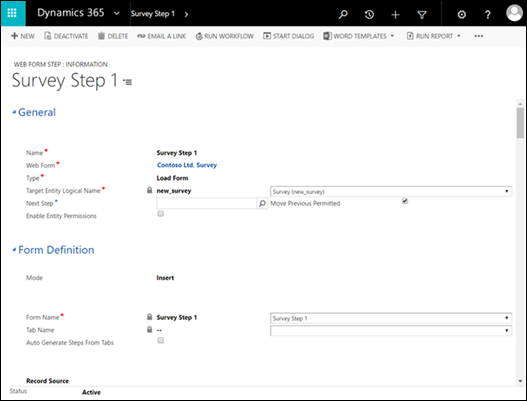 Dynamics 365 Survey Step 1
NEW DEACTIVATE DELETE EMAIL A LINK RUN WORKFLOW START DIALOG WORD TEMPLATES RUN REPORT
WEB FORM STEP : INFORMATION
Survey Step 1
General
Name * Survey Step 1
Web Form * Contoso Ltd. Survey
Type * Load Form
Target Entity Logical Name * new_survey Survey (new_survey)
Next Step * Move Previous Permitted
Enable Entity Permissions
Form Definition
Mode Insert
Form Name * Survey Step 1 Survey Step 1
Tab Name --
Auto Generate Steps From Tabs
Record Source
Status Active